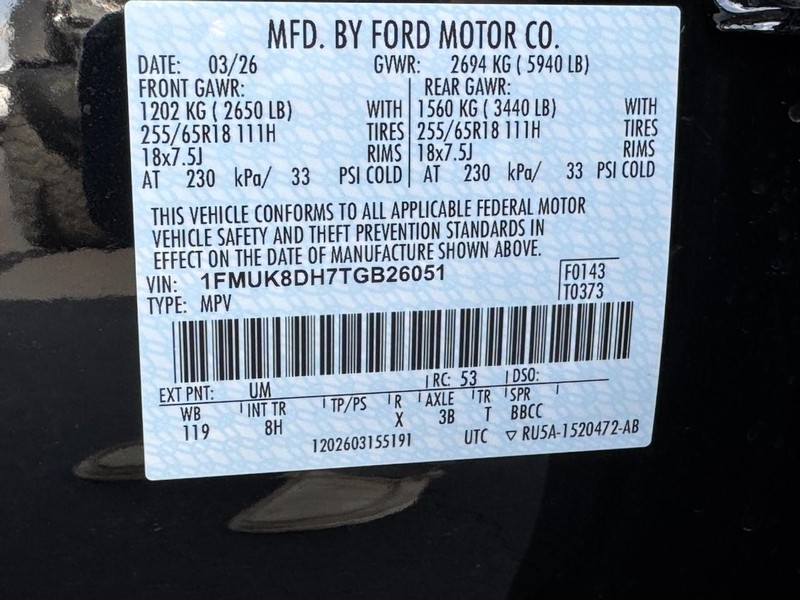 MFD. BY FORD MOTOR CO.
DATE: 03/26 GVWR: 2694 KG ( 5940 LB)
FRONT GAWR: REAR GAWR:
1202 KG ( 2650 LB) WITH 1560 KG ( 3440 LB) WITH
255/65R18 111H TIRES 255/65R18 111H TIRES
18x7.5J RIMS 18x7.5J RIMS
AT 230 kPa/ 33 PSI COLD AT 230 kPa/ 33 PSI COLD
THIS VEHICLE CONFORMS TO ALL APPLICABLE FEDERAL MOTOR
VEHICLE SAFETY AND THEFT PREVENTION STANDARDS IN
EFFECT ON THE DATE OF MANUFACTURE SHOWN ABOVE.
VIN: 1FMUK8DH7TGB26051 F0143
TYPE: MPV T0373
EXT PNT: UM RC: 53 DSO:
WB INT TR TP/PS R AXLE TR SPR
119 8H X 3B T BBCC
1202603155191 UTC ▽ RU5A-1520472-AB